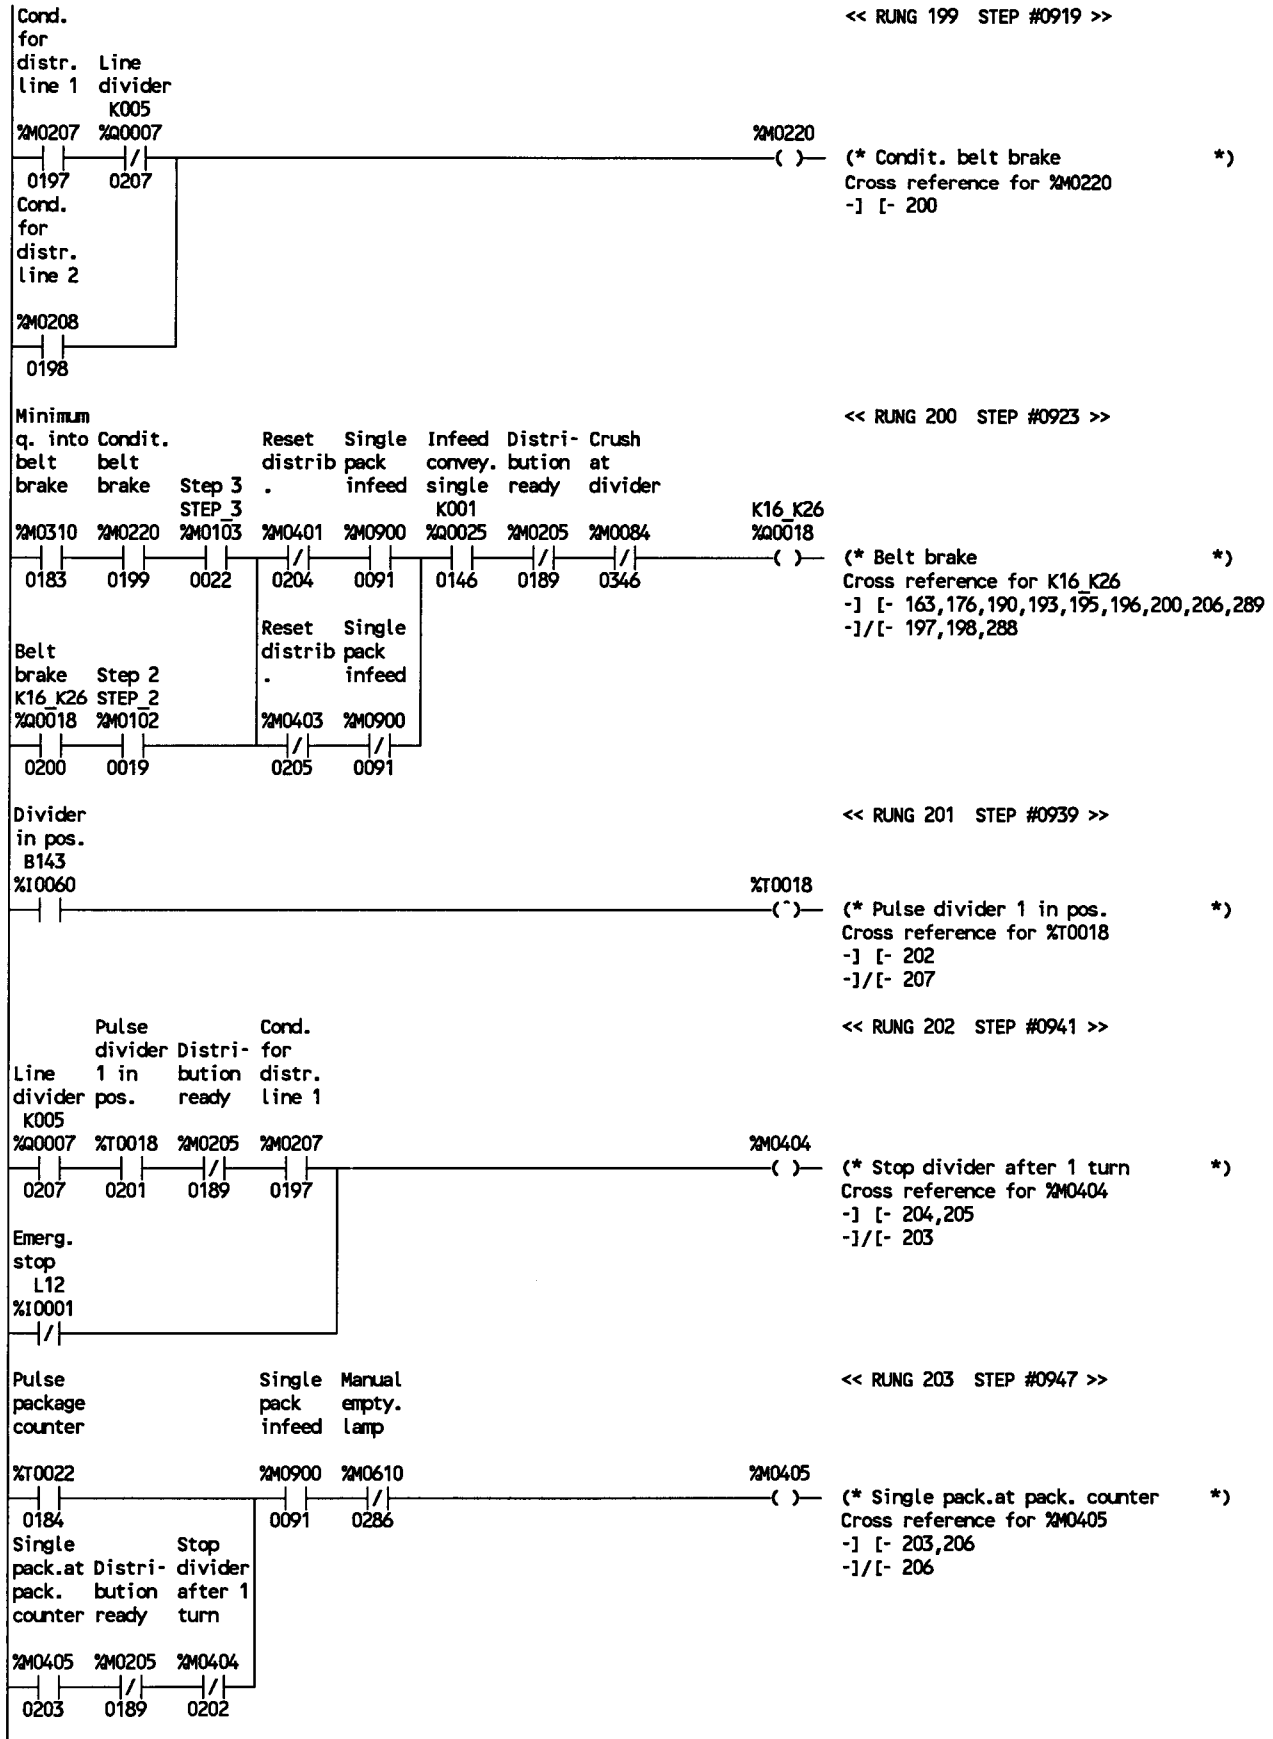 Cond. << RUNG 199 STEP #0919 >>
for
distr. Line
line 1 divider
K005
%M0207 %Q0007 %M0220
( ) (* Condit. belt brake *)
0197 0207 Cross reference for %M0220
Cond. -] [- 200
for
distr.
line 2
%M0208
0198
Minimum << RUNG 200 STEP #0923 >>
q. into Condit. Reset Single Infeed Distri- Crush
belt belt distrib pack convey. bution at
brake brake Step 3 . infeed single ready divider
STEP_3 K001 K16_K26
%M0310 %M0220 %M0103 %M0401 %M0900 %Q0025 %M0205 %M0084 %Q0018
/ / / ( ) (* Belt brake *)
0183 0199 0022 0204 0091 0146 0189 0346 Cross reference for K16_K26
-] [- 163,176,190,193,195,196,200,206,289
Reset Single -]/[- 197,198,288
Belt distrib pack
brake Step 2 . infeed
K16_K26 STEP_2
%Q0018 %M0102 %M0403 %M0900
/ /
0200 0019 0205 0091
Divider << RUNG 201 STEP #0939 >>
in pos.
B143
%I0060 %T0018
(^) (* Pulse divider 1 in pos. *)
Cross reference for %T0018
-] [- 202
-]/[- 207
Pulse Cond. << RUNG 202 STEP #0941 >>
divider Distri- for
Line 1 in bution distr.
divider pos. ready line 1
K005
%Q0007 %T0018 %M0205 %M0207 %M0404
/ ( ) (* Stop divider after 1 turn *)
0207 0201 0189 0197 Cross reference for %M0404
-] [- 204,205
Emerg. -]/[- 203
stop
L12
%I0001
/
Pulse Single Manual << RUNG 203 STEP #0947 >>
package pack empty.
counter infeed lamp
%T0022 %M0900 %M0610 %M0405
/ ( ) (* Single pack.at pack. counter *)
0184 0091 0286 Cross reference for %M0405
Single Stop -] [- 203,206
pack.at Distri- divider -]/[- 206
pack. bution after 1
counter ready turn
%M0405 %M0205 %M0404
/ /
0203 0189 0202